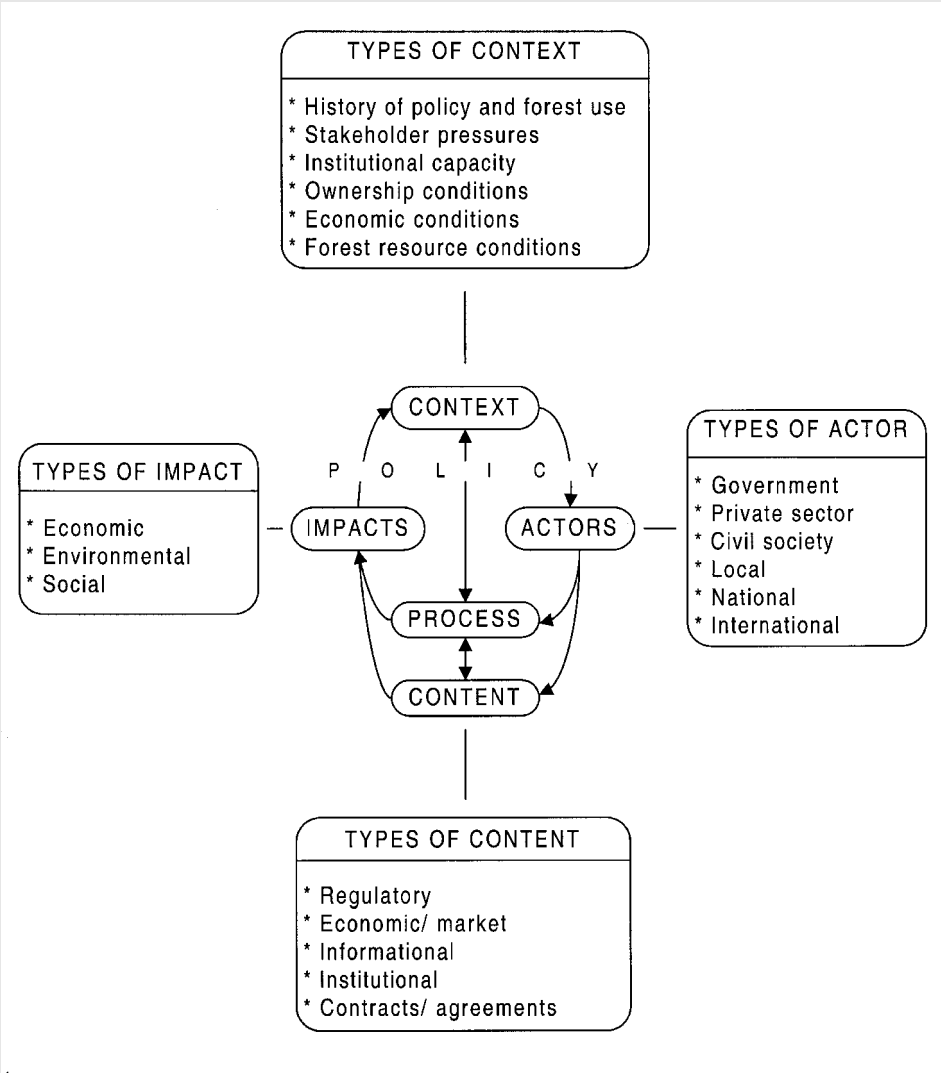 TYPES OF CONTEXT
* History of policy and forest use
* Stakeholder pressures
* Institutional capacity
* Ownership conditions
* Economic conditions
* Forest resource conditions
CONTEXT
P O L I C Y
TYPES OF IMPACT
* Economic
* Environmental
* Social
IMPACTS
ACTORS
TYPES OF ACTOR
* Government
* Private sector
* Civil society
* Local
* National
* International
PROCESS
CONTENT
TYPES OF CONTENT
* Regulatory
* Economic/ market
* Informational
* Institutional
* Contracts/ agreements